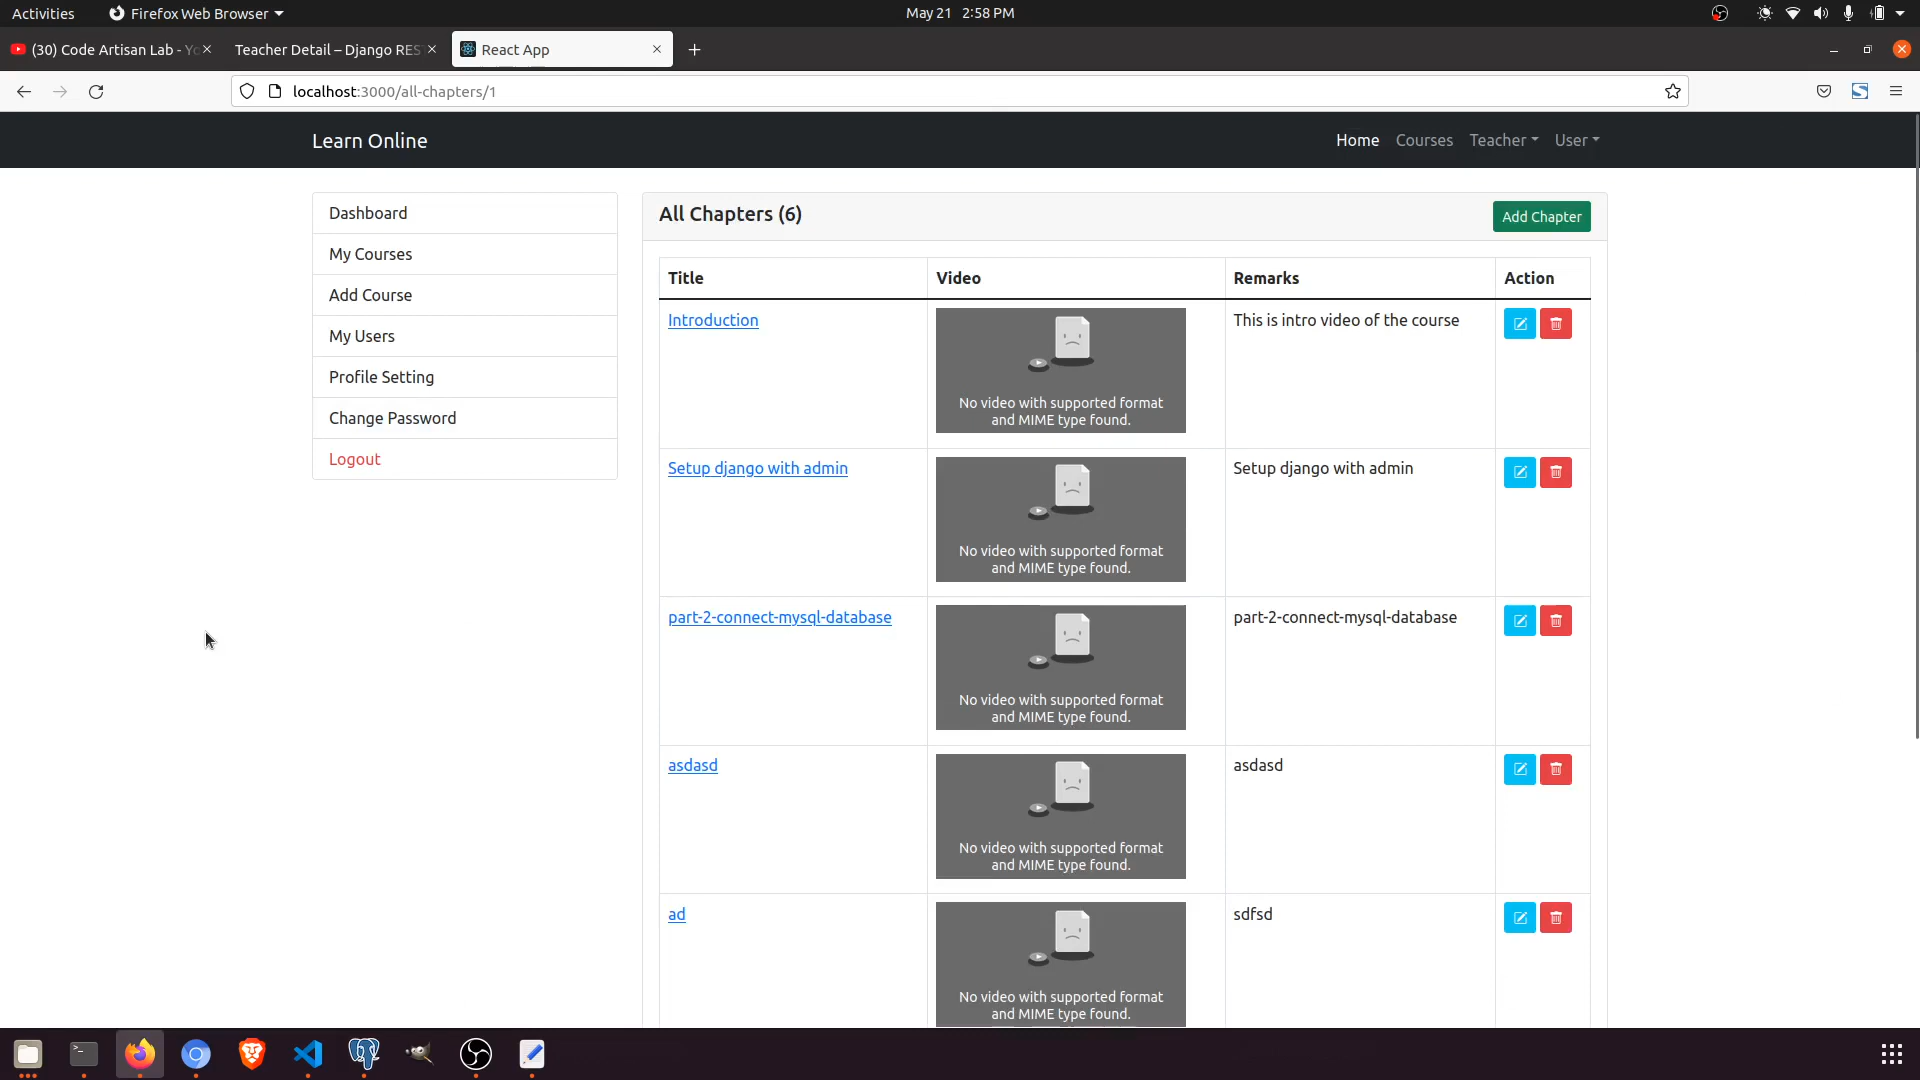 Activities
Firefox Web Browser
May 21 2:58 PM
(30) Code Artisan Lab - Yo
Teacher Detail – Django RES
React App
localhost:3000/all-chapters/1
Learn Online
Home
Courses
Teacher
User
Dashboard
My Courses
Add Course
My Users
Profile Setting
Change Password
Logout
All Chapters (6)
Add Chapter
Title
Video
Remarks
Action
Introduction
No video with supported format
and MIME type found.
This is intro video of the course
Setup django with admin
No video with supported format
and MIME type found.
Setup django with admin
part-2-connect-mysql-database
No video with supported format
and MIME type found.
part-2-connect-mysql-database
asdasd
No video with supported format
and MIME type found.
asdasd
ad
No video with supported format
and MIME type found.
sdfsd